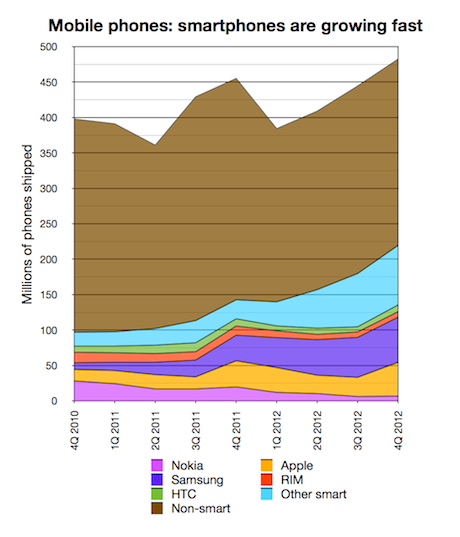 Mobile phones: smartphones are growing fast
Millions of phones shipped
500
450
400
350
300
250
200
150
100
50
0
4Q 2010
1Q 2011
2Q 2011
3Q 2011
4Q 2011
1Q 2012
2Q 2012
3Q 2012
4Q 2012
Nokia Apple
Samsung RIM
HTC Other smart
Non-smart